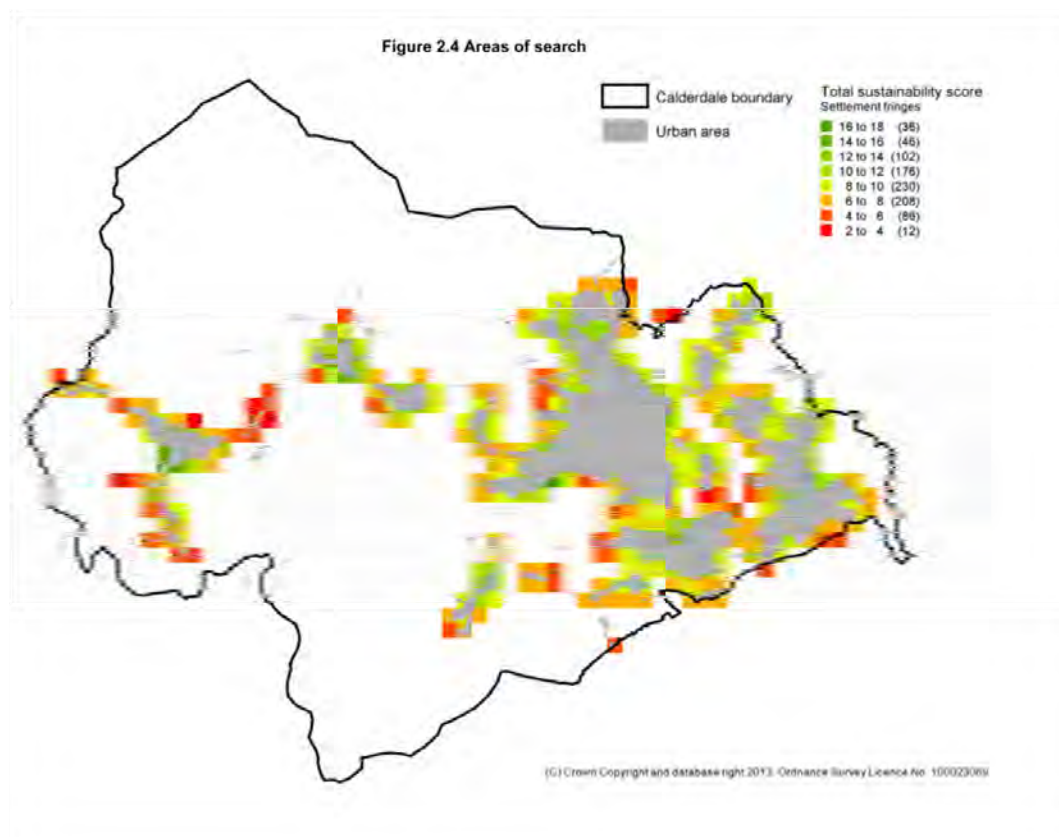 Figure 2.4 Areas of search
Calderdale boundary
Urban area
Total sustainability score
Settlement fringes
16 to 18 (36)
14 to 16 (46)
12 to 14 (102)
10 to 12 (176)
8 to 10 (230)
6 to 8 (208)
4 to 6 (86)
2 to 4 (12)
(C) Crown Copyright and database right 2013. Ordnance Survey Licence No. 100023069